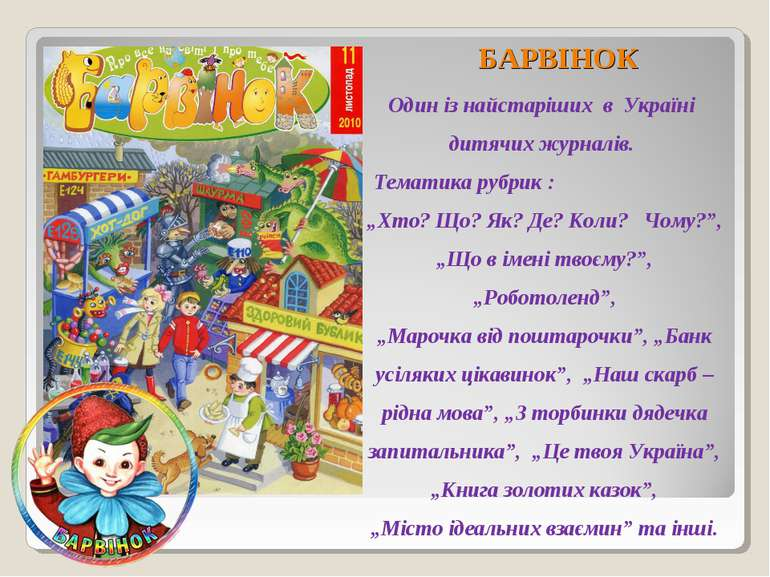 Про все на світі і про тебе
Барвінок
11
листопад
2010
ГАМБУРГЕРИ
Е124
ШАУРМА
Е126
ХОТ-ДОГ
Е110
ЗДОРОВИЙ БУБЛИК
Е144
БАРВІНОК
БАРВІНОК
Один із найстаріших в Україні
дитячих журналів.
Тематика рубрик :
„Хто? Що? Як? Де? Коли? Чому?”,
„Що в імені твоєму?”,
„Роботоленд”,
„Марочка від поштарочки”, „Банк
усіляких цікавинок”, „Наш скарб –
рідна мова”, „З торбинки дядечка
запитальника”, „Це твоя Україна”,
„Книга золотих казок”,
„Місто ідеальних взаємин” та інші.